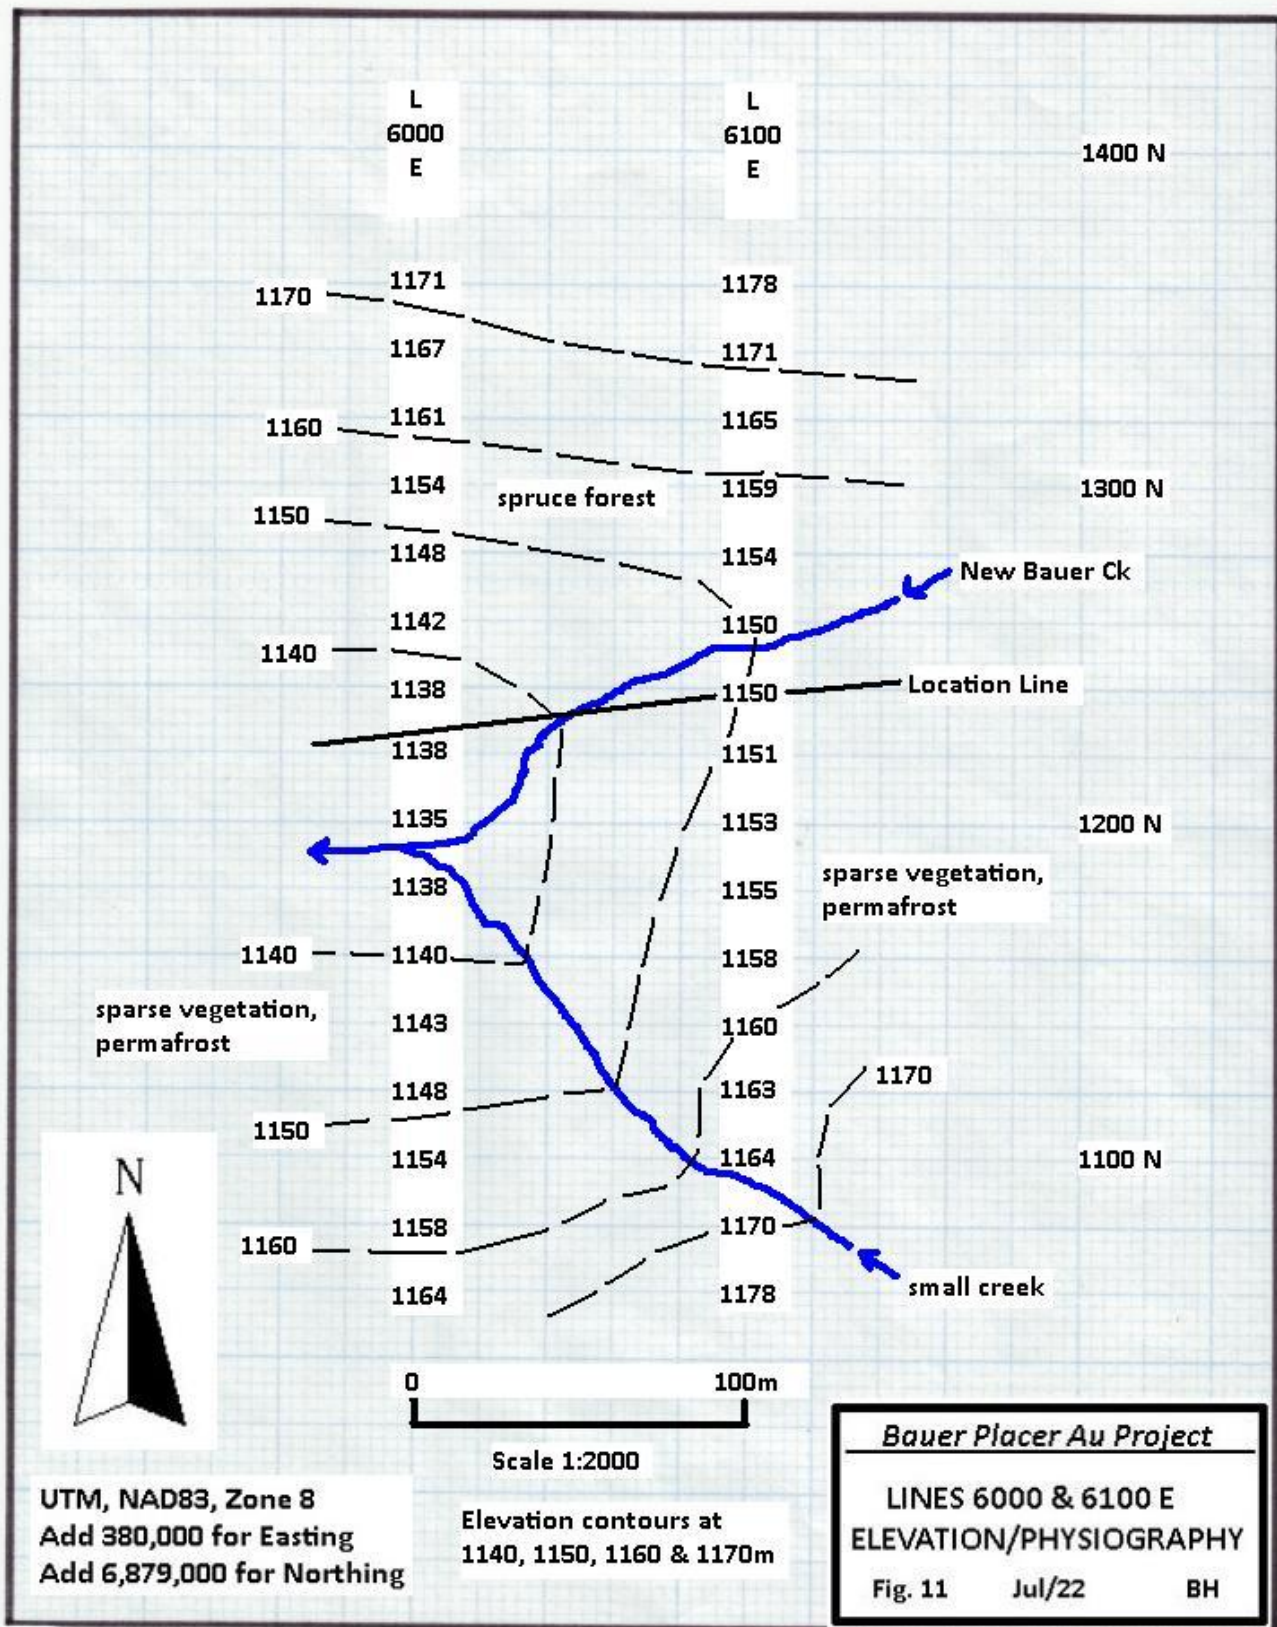 L L
6000 6100
E E
1400 N
1171 1178
1170
1167 1171
1161 1165
1160
1154 1159
spruce forest
1300 N
1150
1148 1154
New Bauer Ck
1142 1150
1140
1138 1150
Location Line
1138 1151
1135 1153
1200 N
sparse vegetation,
permafrost
1138 1155
1140 1140 1158
sparse vegetation,
permafrost
1143 1160
1170
1148 1163
1150
1154 1164
1100 N
N
1158 1170
1160
1164 1178
small creek
0 100m
Scale 1:2000
UTM, NAD83, Zone 8
Add 380,000 for Easting
Add 6,879,000 for Northing
Elevation contours at
1140, 1150, 1160 & 1170m
Bauer Placer Au Project
LINES 6000 & 6100 E
ELEVATION/PHYSIOGRAPHY
Fig. 11 Jul/22 BH